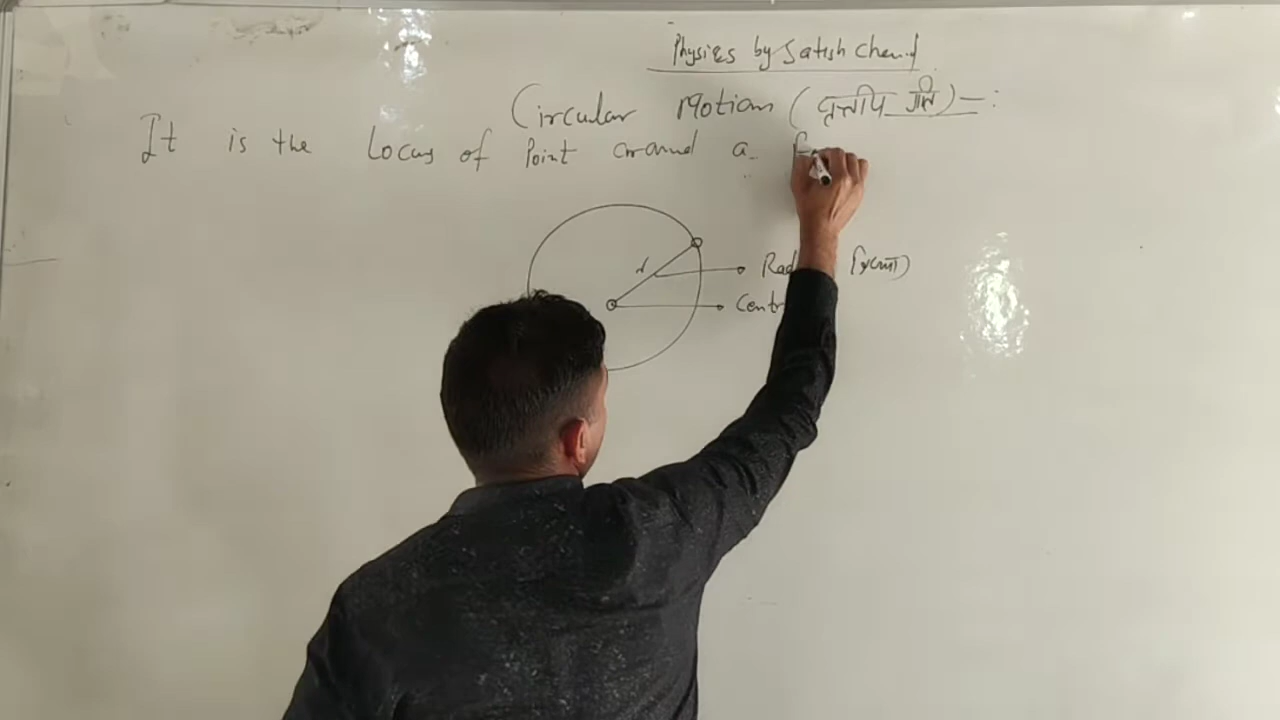 Physics by Satish Chand
Circular Motion (वृत्तीय गति) - :
It is the Locus of Point around a
r
Rad
(त्रिज्या)
Centr